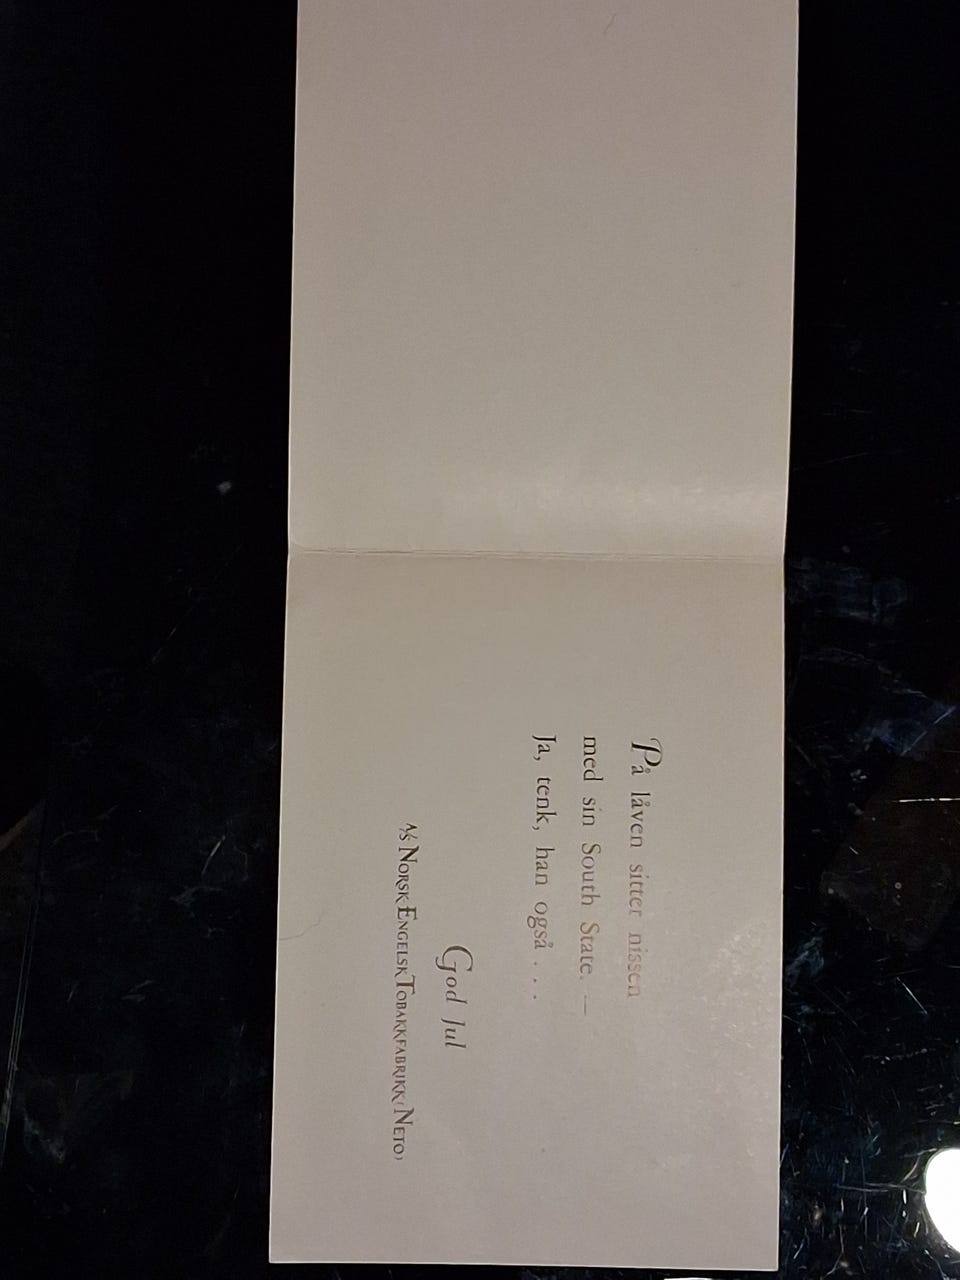 På låven sitter nissen
med sin South State. —
Ja, tenk, han også . . .
God Jul
A/S NORSK ENGELSK TOBAKKFABRIKK (NETO)